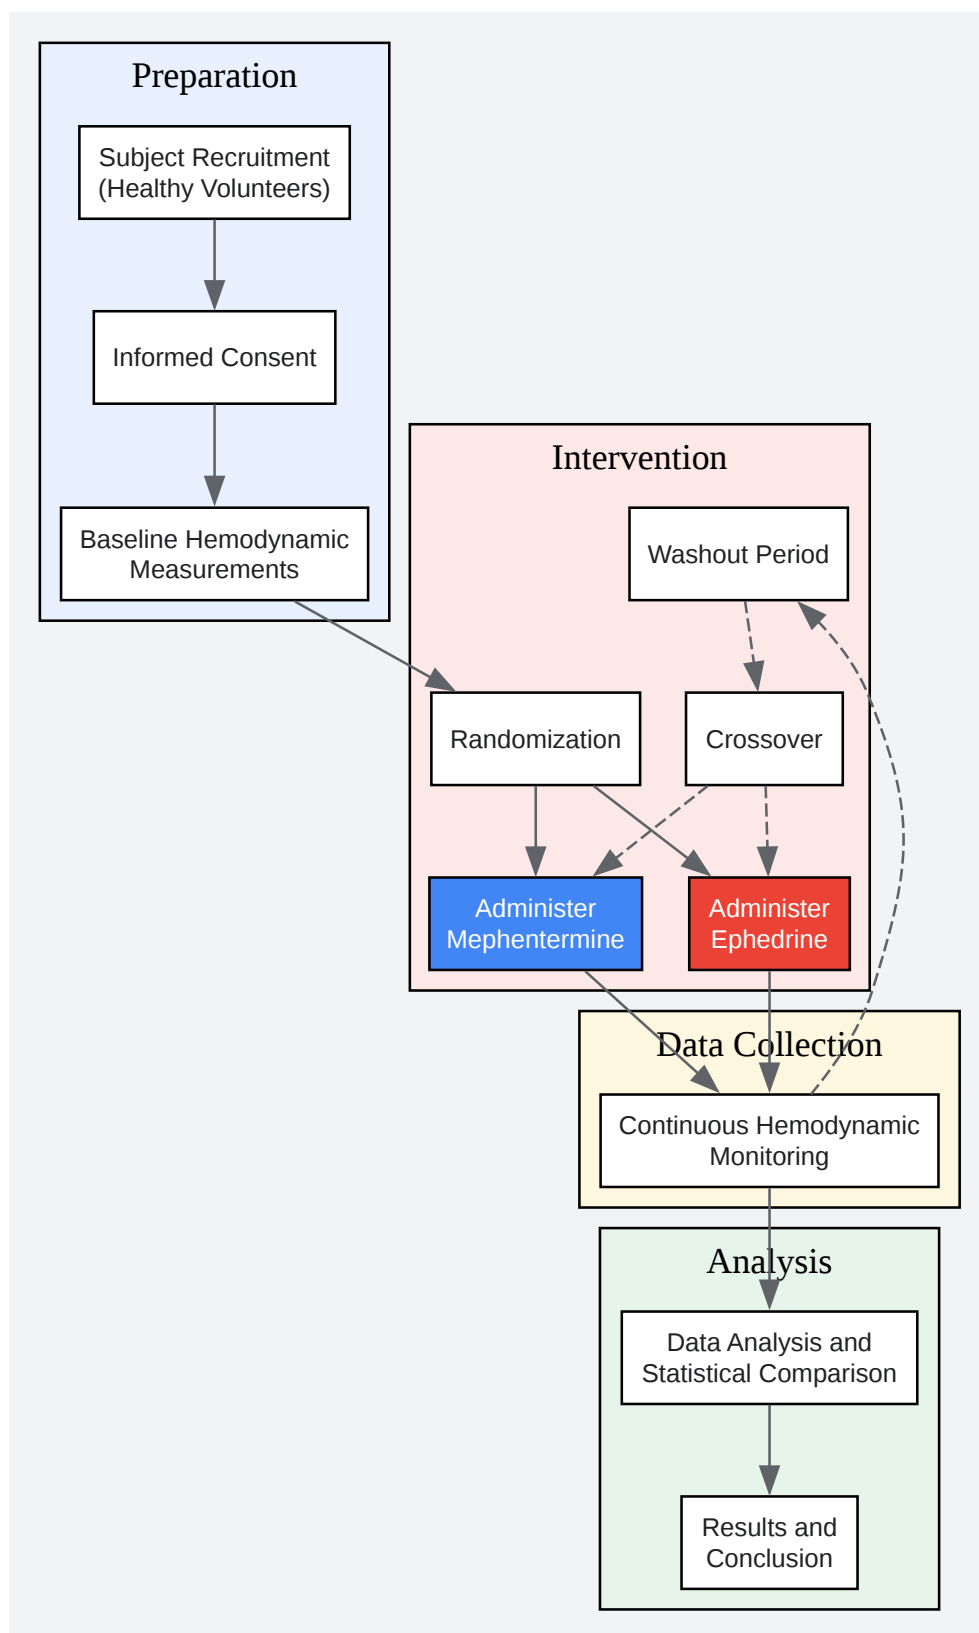 Preparation
Subject Recruitment
(Healthy Volunteers)
Informed Consent
Baseline Hemodynamic
Measurements
Intervention
Washout Period
Randomization
Crossover
Administer
Mephentermine
Administer
Ephedrine
Data Collection
Continuous Hemodynamic
Monitoring
Analysis
Data Analysis and
Statistical Comparison
Results and
Conclusion